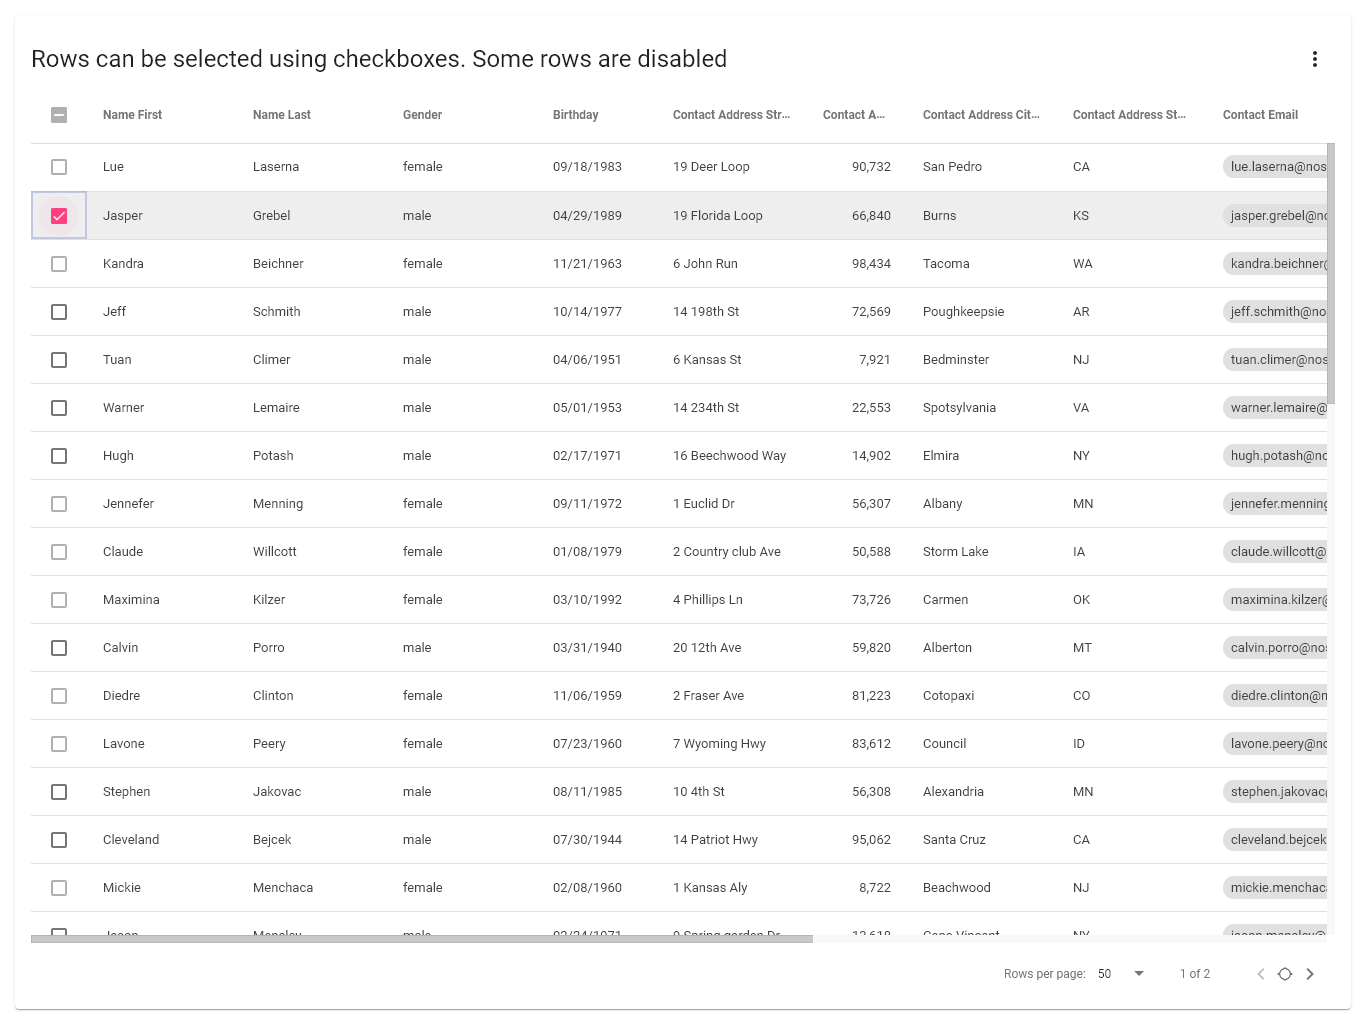 Rows can be selected using checkboxes. Some rows are disabled
Name First Name Last Gender Birthday Contact Address Str... Contact A... Contact Address Cit... Contact Address St... Contact Email
Lue Laserna female 09/18/1983 19 Deer Loop 90,732 San Pedro CA lue.laserna@nos
Jasper Grebel male 04/29/1989 19 Florida Loop 66,840 Burns KS jasper.grebel@no
Kandra Beichner female 11/21/1963 6 John Run 98,434 Tacoma WA kandra.beichner@
Jeff Schmith male 10/14/1977 14 198th St 72,569 Poughkeepsie AR jeff.schmith@no
Tuan Climer male 04/06/1951 6 Kansas St 7,921 Bedminster NJ tuan.climer@nos
Warner Lemaire male 05/01/1953 14 234th St 22,553 Spotsylvania VA warner.lemaire@
Hugh Potash male 02/17/1971 16 Beechwood Way 14,902 Elmira NY hugh.potash@no
Jennefer Menning female 09/11/1972 1 Euclid Dr 56,307 Albany MN jennefer.menning
Claude Willcott female 01/08/1979 2 Country club Ave 50,588 Storm Lake IA claude.willcott@
Maximina Kilzer female 03/10/1992 4 Phillips Ln 73,726 Carmen OK maximina.kilzer@
Calvin Porro male 03/31/1940 20 12th Ave 59,820 Alberton MT calvin.porro@nos
Diedre Clinton female 11/06/1959 2 Fraser Ave 81,223 Cotopaxi CO diedre.clinton@n
Lavone Peery female 07/23/1960 7 Wyoming Hwy 83,612 Council ID lavone.peery@no
Stephen Jakovac male 08/11/1985 10 4th St 56,308 Alexandria MN stephen.jakovac@
Cleveland Bejcek male 07/30/1944 14 Patriot Hwy 95,062 Santa Cruz CA cleveland.bejcek
Mickie Menchaca female 02/08/1960 1 Kansas Aly 8,722 Beachwood NJ mickie.menchac
Rows per page: 50 1 of 2